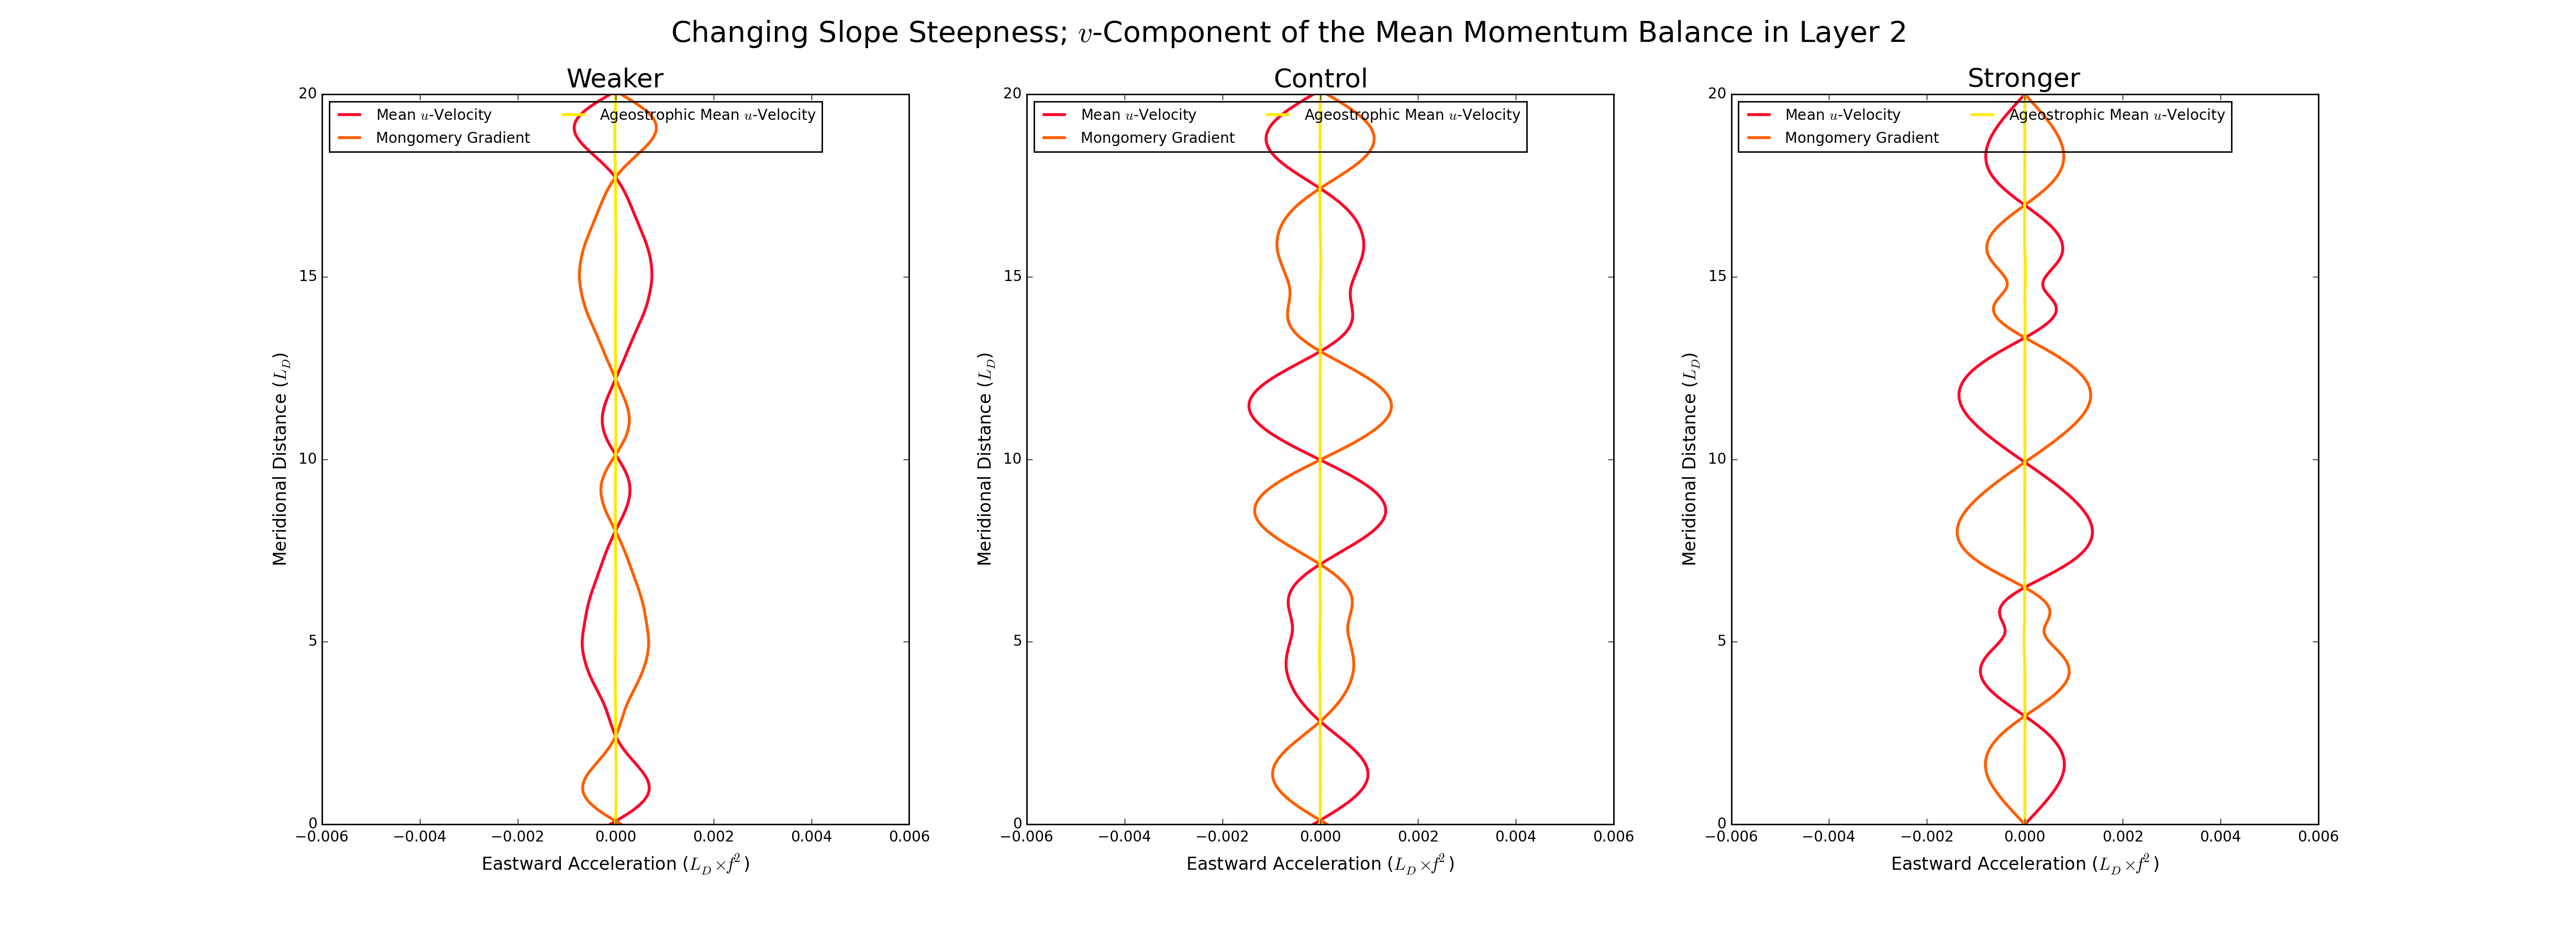 Changing Slope Steepness; v-Component of the Mean Momentum Balance in Layer 2
Weaker
Mean u-Velocity
Mongomery Gradient
Ageostrophic Mean u-Velocity
20
15
10
5
0
−0.006 −0.004 −0.002 0.000 0.002 0.004 0.006
Meridional Distance (L_D)
Eastward Acceleration (L_D×f²)
Control
Mean u-Velocity
Mongomery Gradient
Ageostrophic Mean u-Velocity
20
15
10
5
0
−0.006 −0.004 −0.002 0.000 0.002 0.004 0.006
Meridional Distance (L_D)
Eastward Acceleration (L_D×f²)
Stronger
Mean u-Velocity
Mongomery Gradient
Ageostrophic Mean u-Velocity
20
15
10
5
0
−0.006 −0.004 −0.002 0.000 0.002 0.004 0.006
Meridional Distance (L_D)
Eastward Acceleration (L_D×f²)